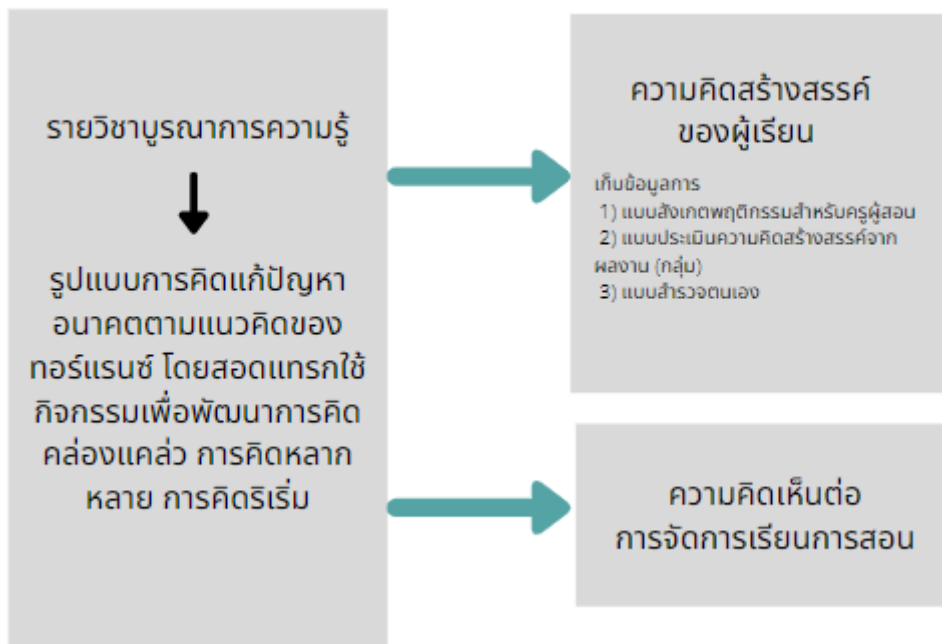 รายวิชาบูรณาการความรู้
รูปแบบการคิดแก้ปัญหา
อนาคตตามแนวคิดของ
ทอร์แรนซ์ โดยสอดแทรกใช้
กิจกรรมเพื่อพัฒนาการคิด
คล่องแคล่ว การคิดหลาก
หลาย การคิดริเริ่ม
ความคิดสร้างสรรค์
ของผู้เรียน
เก็บข้อมูลการ
1) แบบสังเกตพฤติกรรมสำหรับครูผู้สอน
2) แบบประเมินความคิดสร้างสรรค์จาก
ผลงาน (กลุ่ม)
3) แบบสำรวจตนเอง
ความคิดเห็นต่อ
การจัดการเรียนการสอน